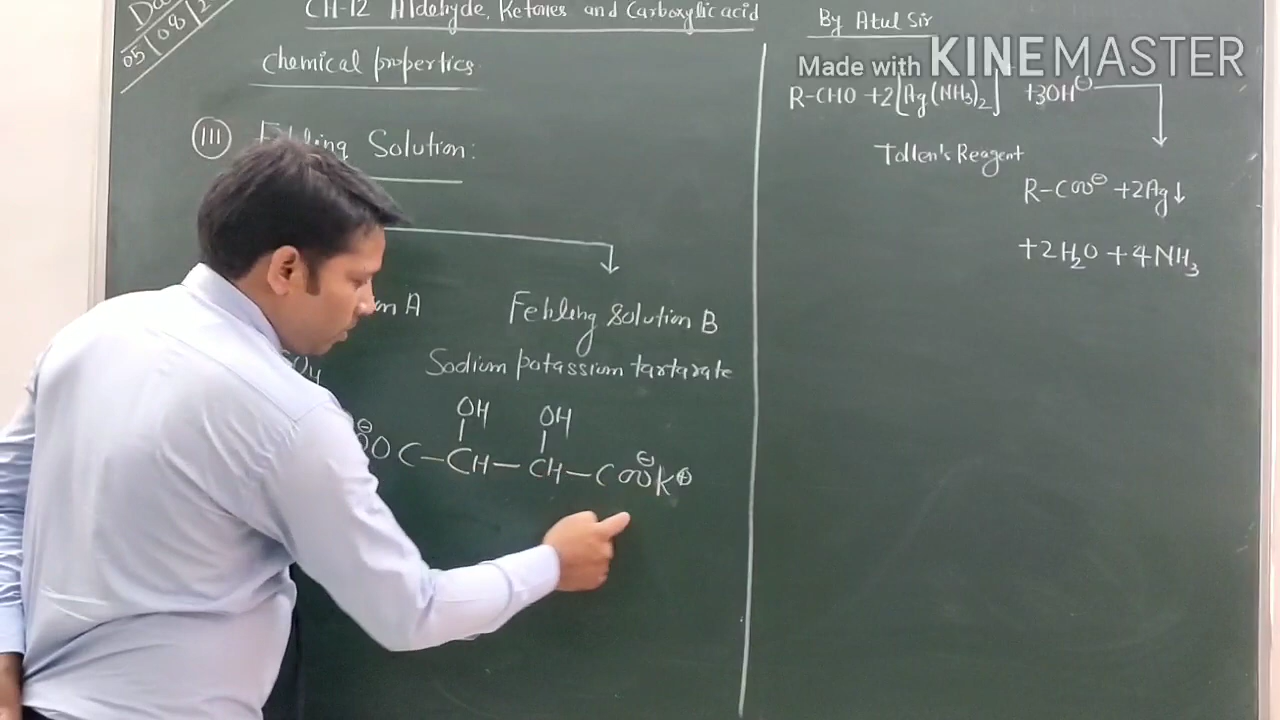 CH-12 Aldehyde, Ketones and Carboxylic acid
By Atul Sir
05/08/2
Chemical properties
(III) Solution:
A
Fehling Solution B
Sodium potassium tartarate
OH OH
OOC—CH—CH—COO⊖K⊕
Made with KINEMASTER
R-CHO + 2[Ag(NH3)2] +3OH⊖
Tollen's Reagent
R-COO⊖ +2Ag↓
+2H2O +4NH3